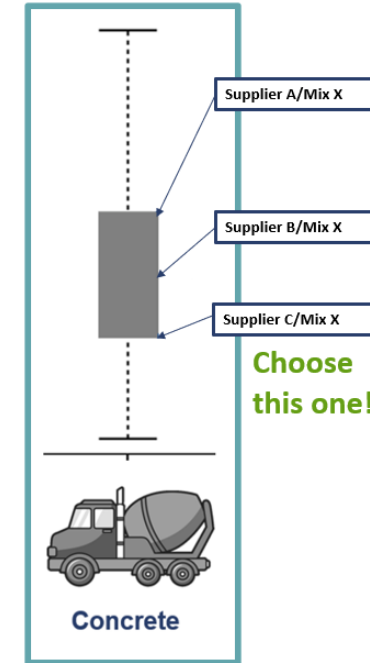 Supplier A/Mix X
Supplier B/Mix X
Supplier C/Mix X
Choose
this one!
Concrete